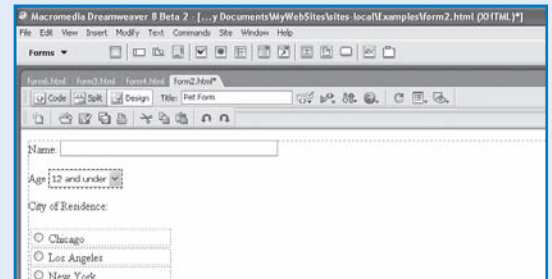 Macromedia Dreamweaver 8 Beta 2 - [...y Documents\MyWebSites\sites-local\Examples\form2.html (XHTML)*]
File Edit View Insert Modify Text Commands Site Window Help
Forms
Form6.html Form3.html Form4.html Form2.html*
Code Split Design Title: Pet Form
Name:
Age 12 and under
City of Residence:
Chicago
Los Angeles
New York